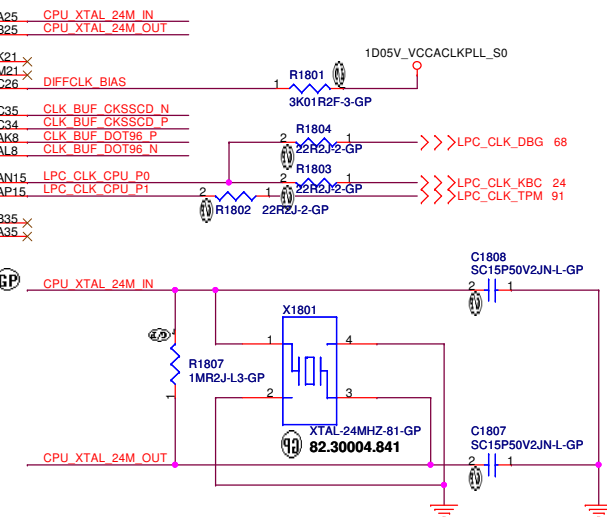 A25 CPU_XTAL_24M_IN
B25 CPU_XTAL_24M_OUT
K21
M21
C26 DIFFCLK_BIAS
1 R1801
3K01R2F-3-GP
1D05V_VCCACLKPLL_S0
C35 CLK_BUF_CKSSCD_N
C34 CLK_BUF_CKSSCD_P
AK8 CLK_BUF_DOT96_P
AL8 CLK_BUF_DOT96_N
2 R1804 1
22R2J-2-GP
LPC_CLK_DBG 68
AN15 LPC_CLK_CPU_P0
AP15 LPC_CLK_CPU_P1
2 R1803 1
22R2J-2-GP
LPC_CLK_KBC 24
LPC_CLK_TPM 91
2 1
R1802 22R2J-2-GP
B35
A35
GP
CPU_XTAL_24M_IN
C1808
SC15P50V2JN-L-GP
2 1
X1801
1 4
R1807
1MR2J-L3-GP
1
2 3
XTAL-24MHZ-81-GP
82.30004.841
C1807
SC15P50V2JN-L-GP
2 1
CPU_XTAL_24M_OUT